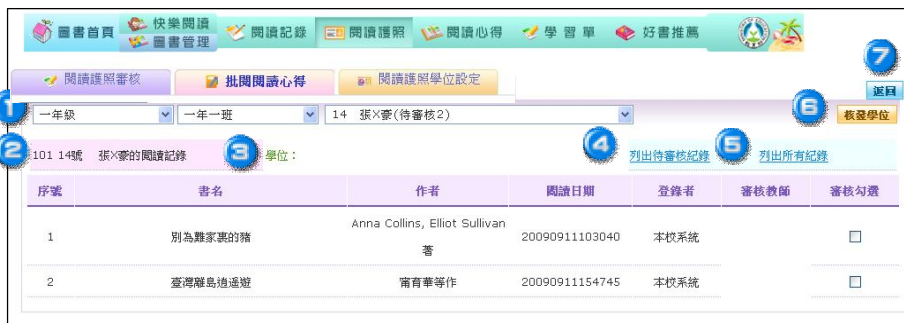 圖書首頁 快樂閱讀 圖書管理 閱讀記錄 閱讀護照 閱讀心得 學習單 好書推薦
7
閱讀護照審核 批閱閱讀心得 閱讀護照學位設定
返回
1 一年級 一年一班 14 張X豪(待審核2) 6 核發學位
2 101 14號 張X豪的閱讀記錄 3 學位： 4 列出待審核紀錄 5 列出所有紀錄
序號 書名 作者 閱讀日期 登錄者 審核教師 審核勾選
Anna Collins, Elliot Sullivan
1 別為難家裏的豬 20090911103040 本校系統
著
2 臺灣離島逍遙遊 甯育華等作 20090911154745 本校系統